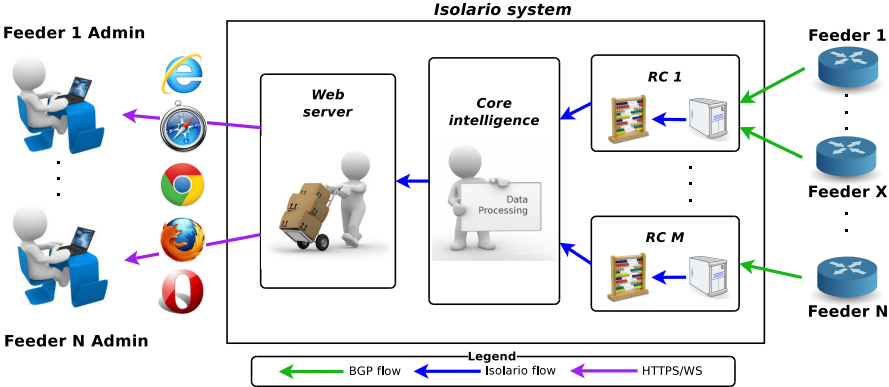 Isolario system
Feeder 1 Admin
Feeder 1
RC 1
Web
server
Core
intelligence
Data
Processing
Feeder X
RC M
Feeder N
Feeder N Admin
Legend
BGP flow
Isolario flow
HTTPS/WS